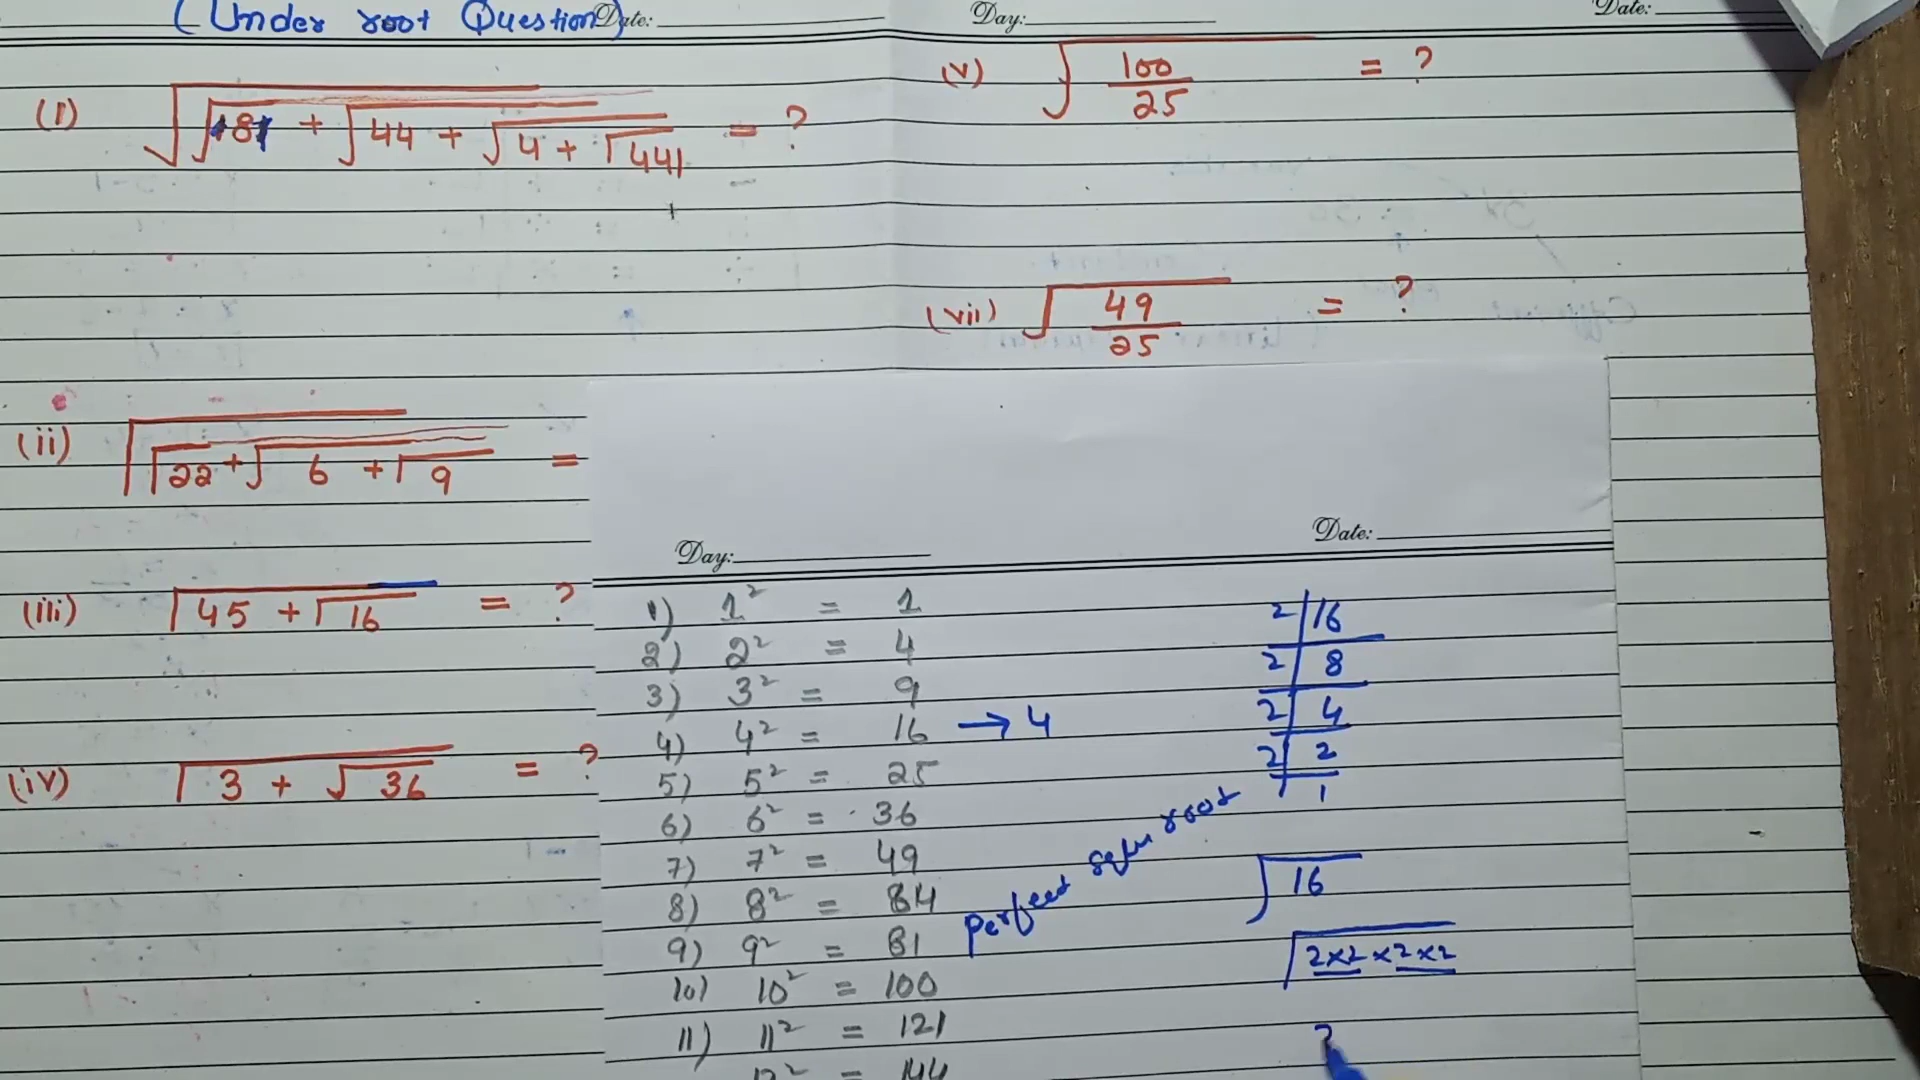 (Under root Question) Date:
Day:
Date:
(i) √(√8 + √(44 + √(4 + √441 = ?
(v) √(100/25) = ?
(vii) √(49/25) = ?
(ii) √(√22 + √(6 + √9 =
(iii) √(45 + √16 = ?
(iv) √(3 + √36 = ?
Day:
Date:
1) 1² = 1
2) 2² = 4
3) 3² = 9
4) 4² = 16 → 4
5) 5² = 25
6) 6² = 36
7) 7² = 49
8) 8² = 84
9) 9² = 81
10) 10² = 100
11) 11² = 121
12² = 144
2 | 16
2 | 8
2 | 4
2 | 2
1
perfect root
√16
√2×2×2×2
2